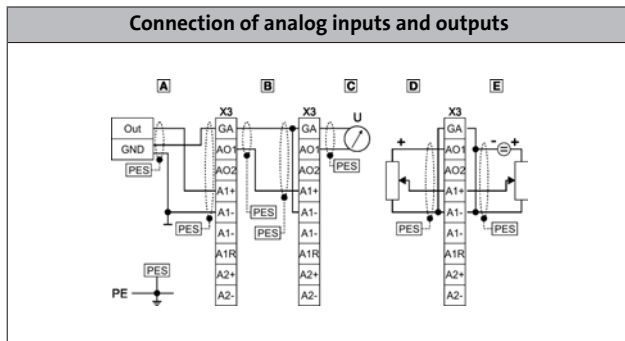 Connection of analog inputs and outputs
A B C D E
X3 X3 U X3
Out GA GA + GA - +
GND AO1 AO1 AO1
PES AO2 AO2 PES AO2
A1+ A1+ A1+
A1- PES A1- A1-
PES A1- PES A1- PES A1- PES
A1R A1R A1R
PES A2+ A2+ A2+
PE A2- A2- A2-